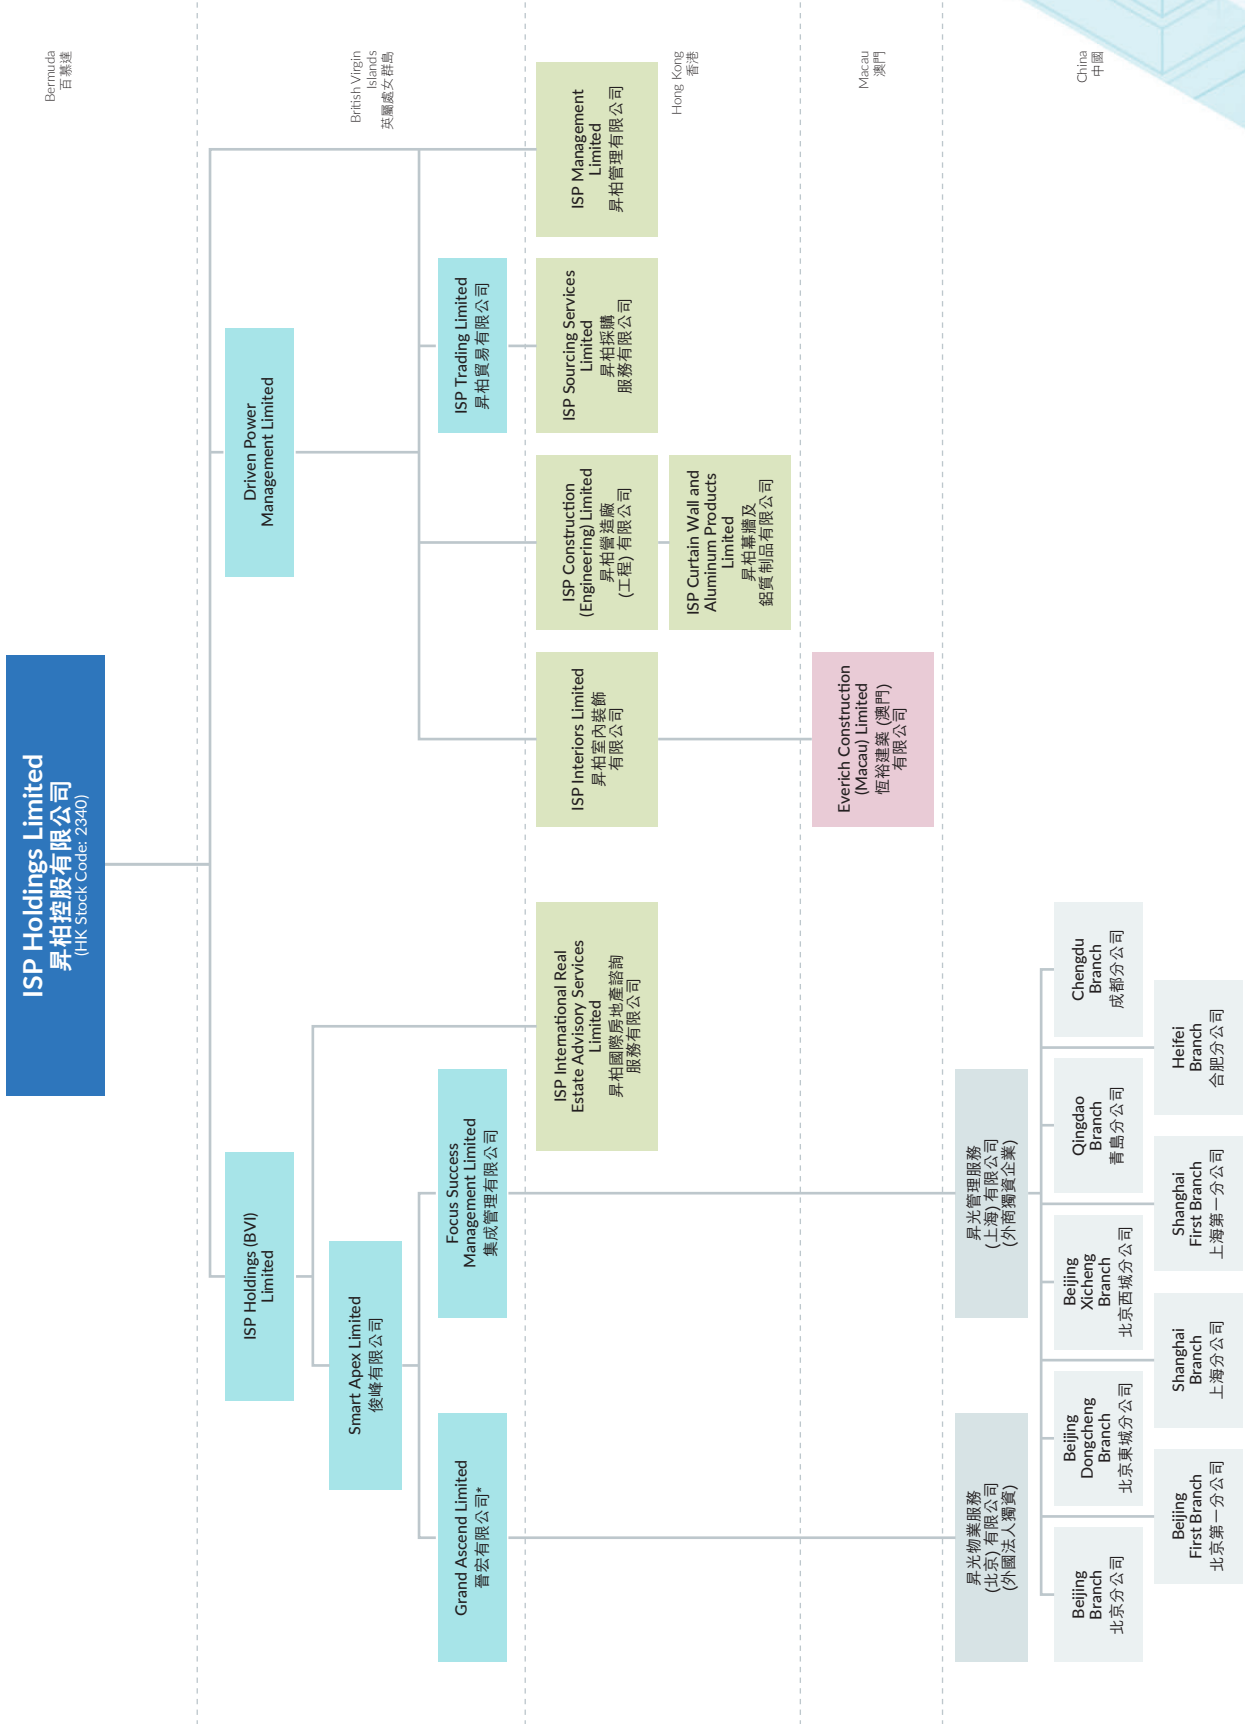 Bermuda
百慕達
British Virgin
Islands
英屬處女群島
Hong Kong
香港
Macau
澳門
China
中國
ISP Holdings Limited
昇柏控股有限公司
(HK Stock Code: 2340)
ISP Holdings (BVI)
Limited
Driven Power
Management Limited
Smart Apex Limited
俊峰有限公司
Grand Ascend Limited
晉宏有限公司*
Focus Success
Management Limited
集成管理有限公司
ISP Trading Limited
昇柏貿易有限公司
ISP International Real
Estate Advisory Services
Limited
昇柏國際房地產諮詢
服務有限公司
ISP Interiors Limited
昇柏室內裝飾
有限公司
ISP Construction
(Engineering) Limited
昇柏營造廠
(工程) 有限公司
ISP Sourcing Services
Limited
昇柏採購
服務有限公司
ISP Management
Limited
昇柏管理有限公司
ISP Curtain Wall and
Aluminum Products
Limited
昇柏幕牆及
鋁質制品有限公司
Everich Construction
(Macau) Limited
恆裕建築 (澳門)
有限公司
昇光物業服務
(北京) 有限公司
(外國法人獨資)
昇光管理服務
(上海) 有限公司
(外商獨資企業)
Beijing
Branch
北京分公司
Beijing
Dongcheng
Branch
北京東城分公司
Beijing
Xicheng
Branch
北京西城分公司
Qingdao
Branch
青島分公司
Chengdu
Branch
成都分公司
Beijing
First Branch
北京第一分公司
Shanghai
Branch
上海分公司
Shanghai
First Branch
上海第一分公司
Heifei
Branch
合肥分公司